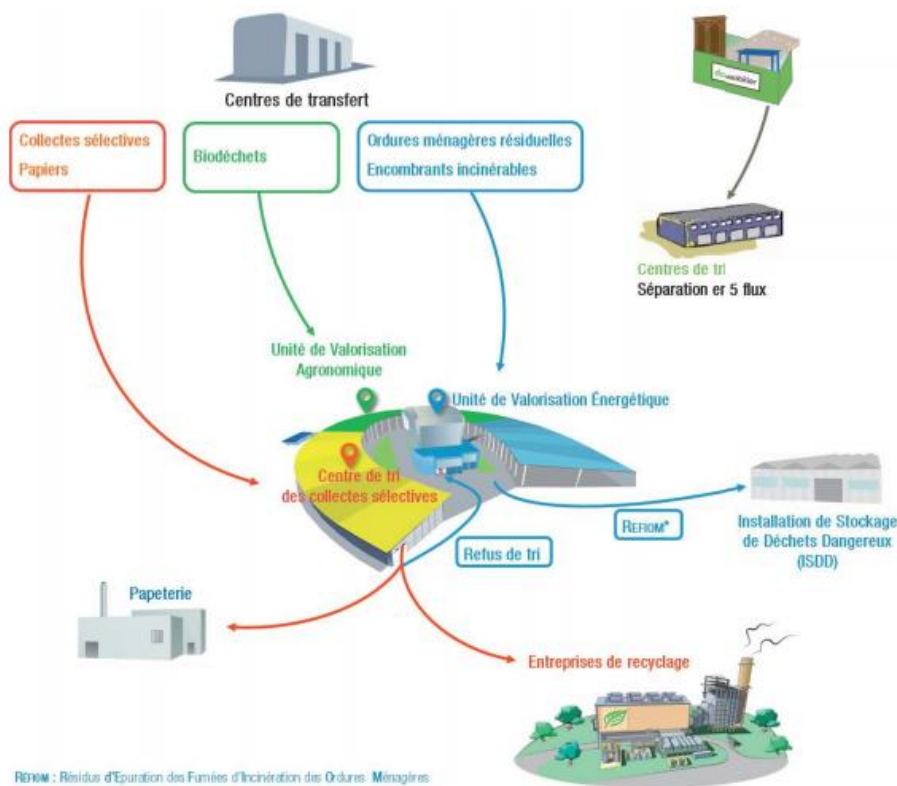 Centres de transfert
Collectes sélectives
Papiers
Biodéchets
Ordures ménagères résiduelles
Encombrants incinérables
Centres de tri
Séparation er 5 flux
Unité de Valorisation
Agronomique
Unité de Valorisation Énergétique
Centre de tri
des collectes sélectives
REFIOM*
Installation de Stockage
de Déchets Dangereux
(ISDD)
Refus de tri
Papeterie
Entreprises de recyclage
REFIOM : Résidus d'Epuration des Fumées d'Incinération des Ordures Ménagères